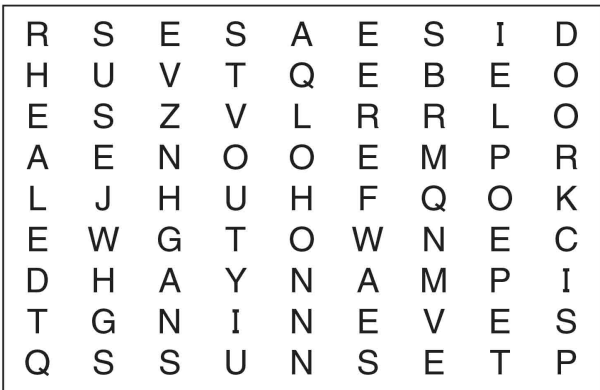 R S E S A E S I D
H U V T Q E B E O
E S Z V L R R L O
A E N O O E M P R
L J H U H F Q O K
E W G T O W N E C
D H A Y N A M P I
T G N I N E V E S
Q S S U N S E T P